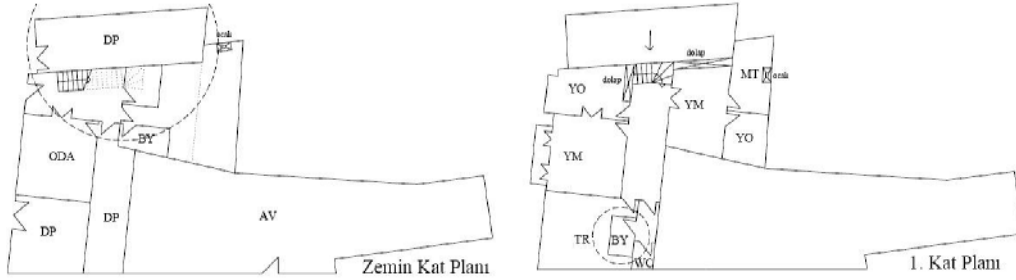 DP
ocak
BY
ODA
DP
DP
AV
Zemin Kat Planı
dolap
dolap
MT
ocak
YO
YM
YM
YO
TR
BY
WC
1. Kat Planı